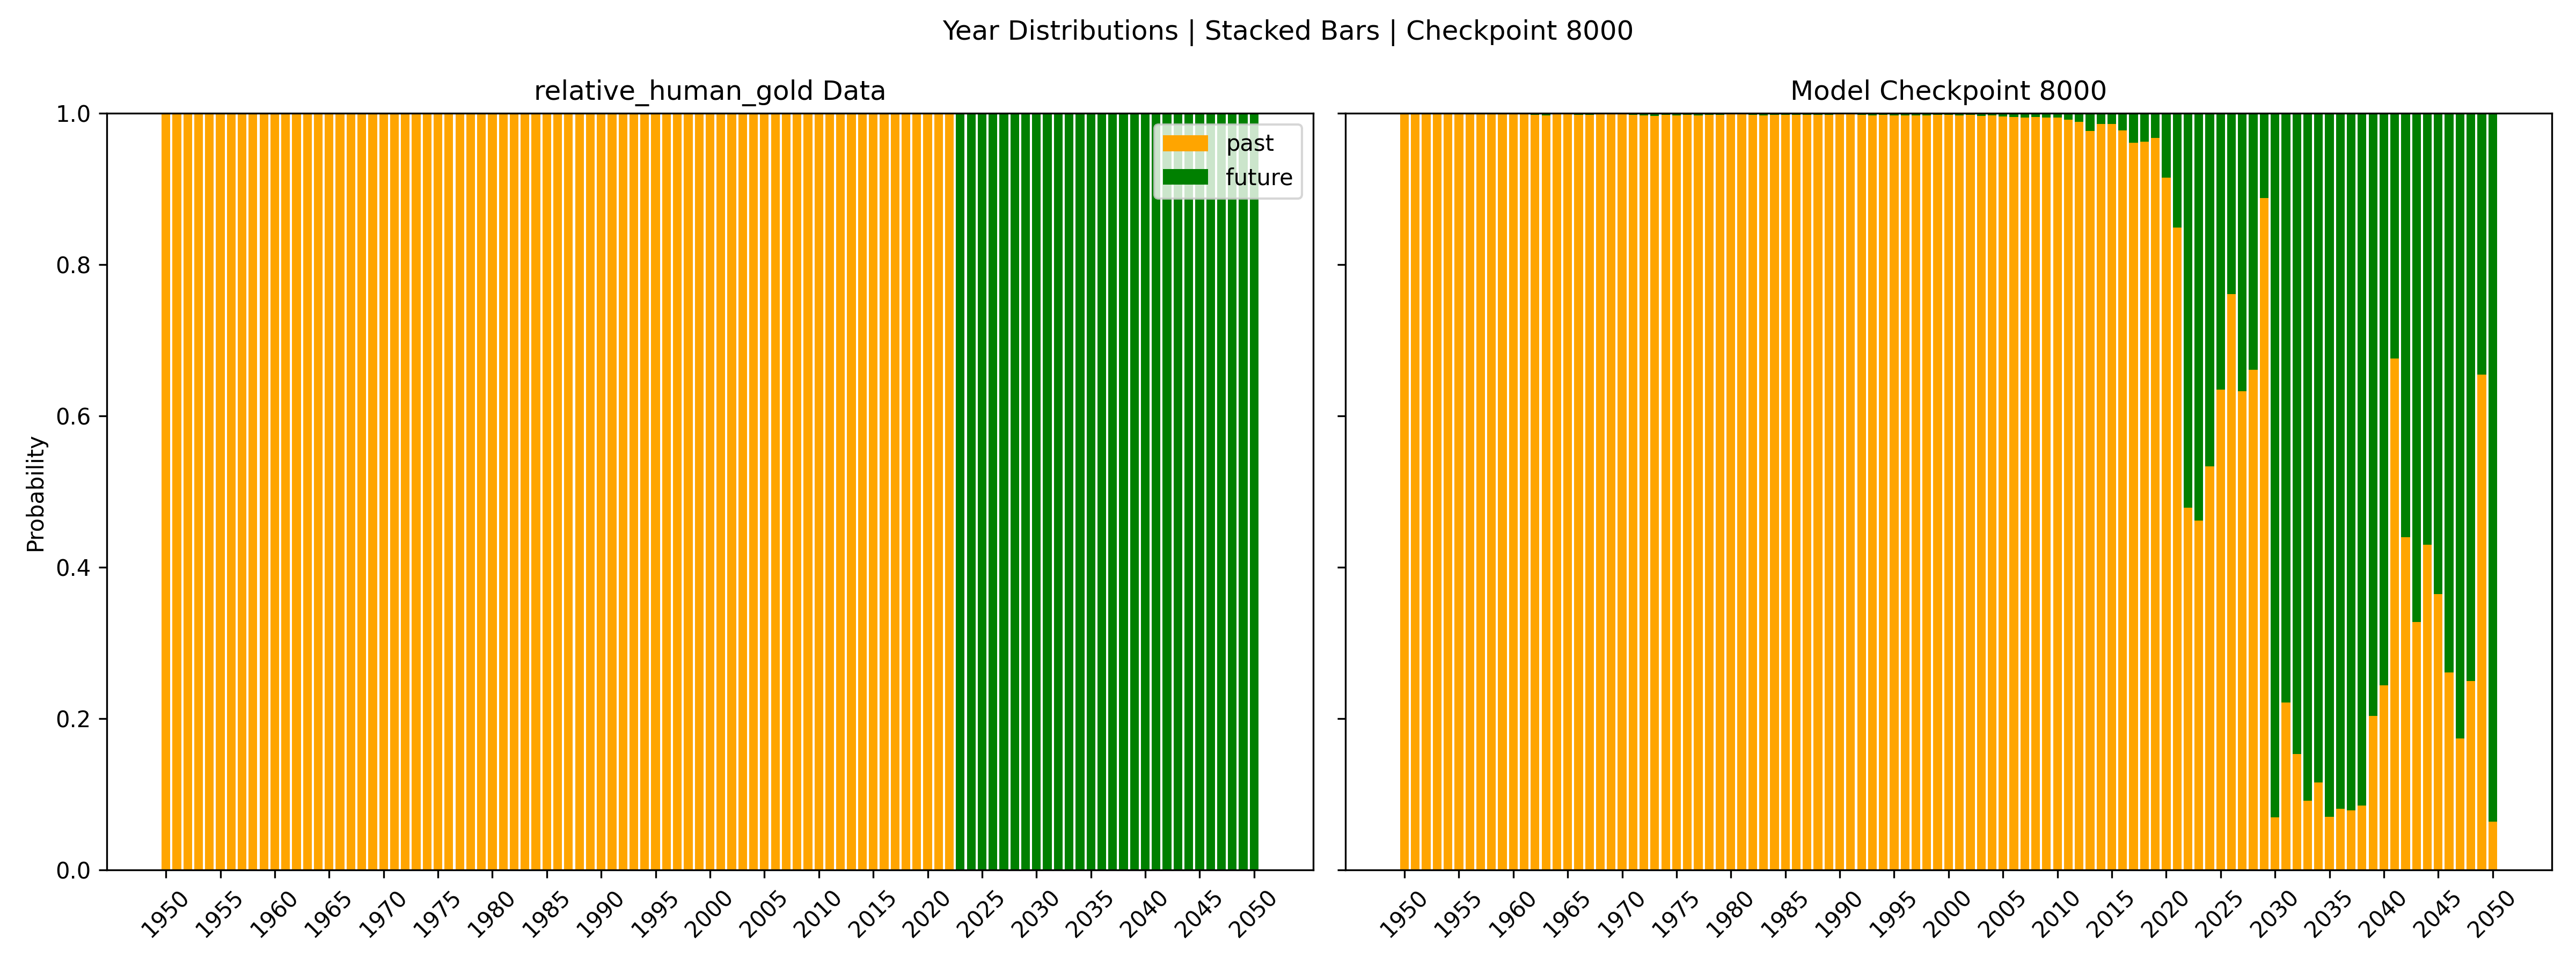 Year Distributions | Stacked Bars | Checkpoint 8000
relative_human_gold Data
Model Checkpoint 8000
past
future
Probability
1.0
0.8
0.6
0.4
0.2
0.0
1950 1955 1960 1965 1970 1975 1980 1985 1990 1995 2000 2005 2010 2015 2020 2025 2030 2035 2040 2045 2050
1950 1955 1960 1965 1970 1975 1980 1985 1990 1995 2000 2005 2010 2015 2020 2025 2030 2035 2040 2045 2050